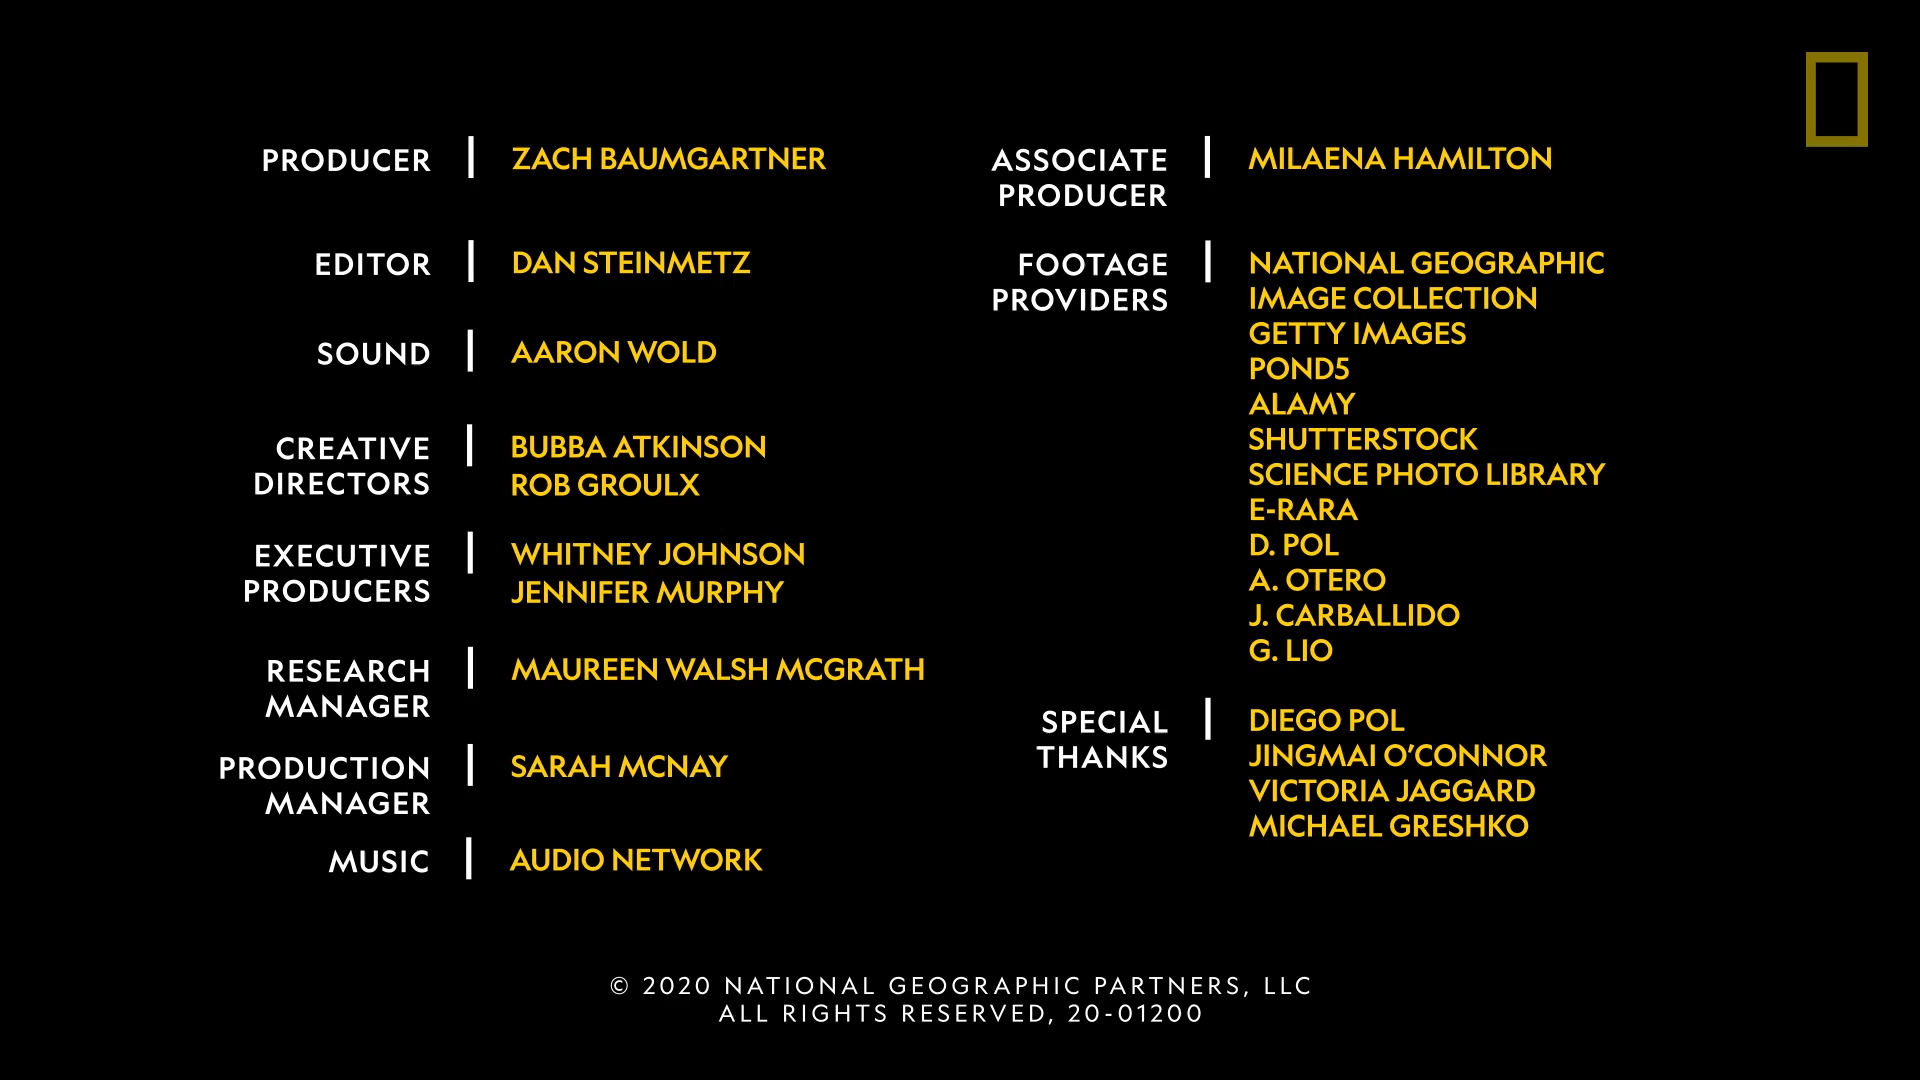 PRODUCER | ZACH BAUMGARTNER
EDITOR | DAN STEINMETZ
SOUND | AARON WOLD
CREATIVE | BUBBA ATKINSON
DIRECTORS ROB GROULX
EXECUTIVE | WHITNEY JOHNSON
PRODUCERS JENNIFER MURPHY
RESEARCH | MAUREEN WALSH MCGRATH
MANAGER
PRODUCTION | SARAH MCNAY
MANAGER
MUSIC | AUDIO NETWORK
ASSOCIATE | MILAENA HAMILTON
PRODUCER
FOOTAGE | NATIONAL GEOGRAPHIC
PROVIDERS IMAGE COLLECTION
GETTY IMAGES
POND5
ALAMY
SHUTTERSTOCK
SCIENCE PHOTO LIBRARY
E-RARA
D. POL
A. OTERO
J. CARBALLIDO
G. LIO
SPECIAL | DIEGO POL
THANKS JINGMAI O’CONNOR
VICTORIA JAGGARD
MICHAEL GRESHKO
© 2020 NATIONAL GEOGRAPHIC PARTNERS, LLC
ALL RIGHTS RESERVED, 20-01200